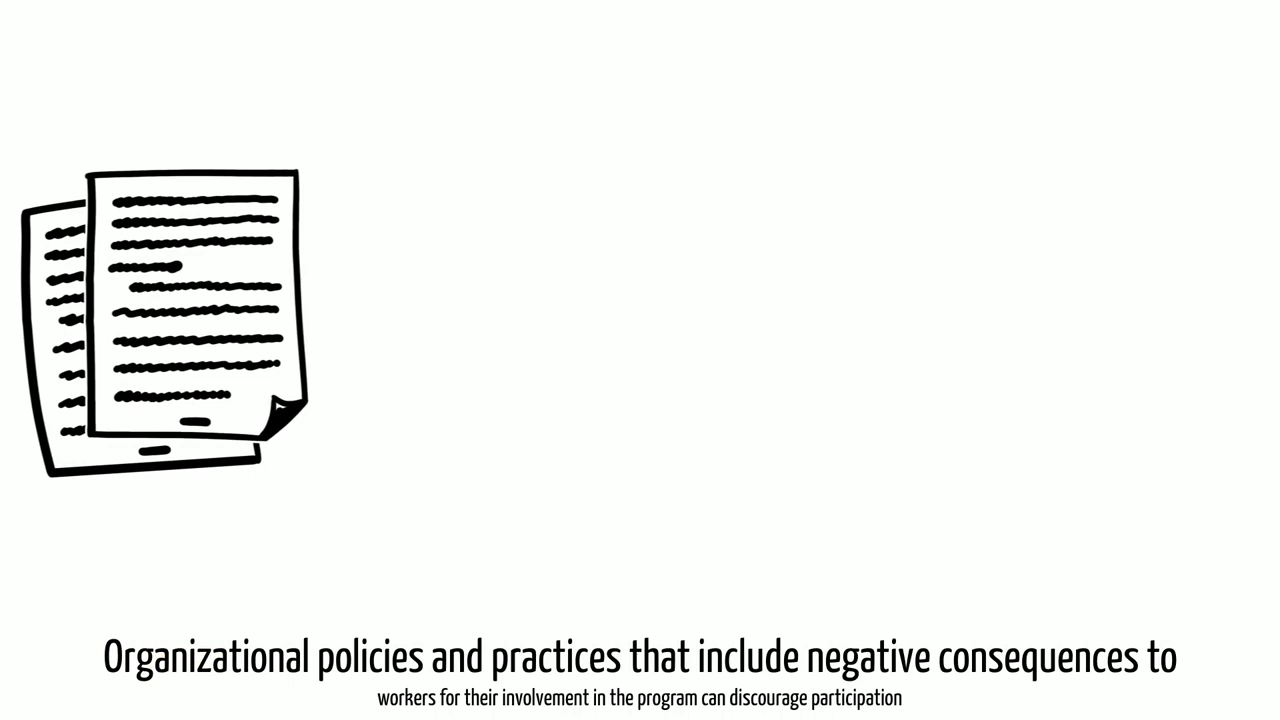 Organizational policies and practices that include negative consequences to
workers for their involvement in the program can discourage participation